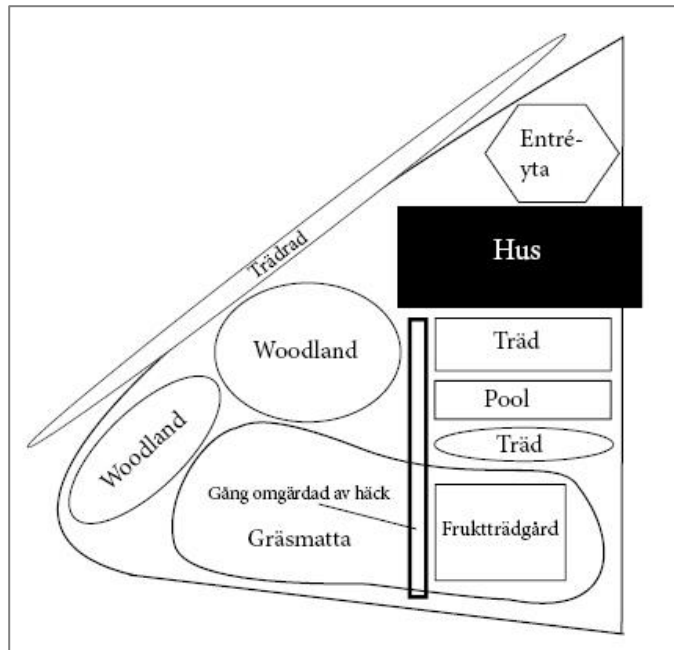 Entré-
yta
Hus
Trädrad
Woodland
Träd
Pool
Woodland
Träd
Gång omgärdad av häck
Gräsmatta
Fruktträdgård